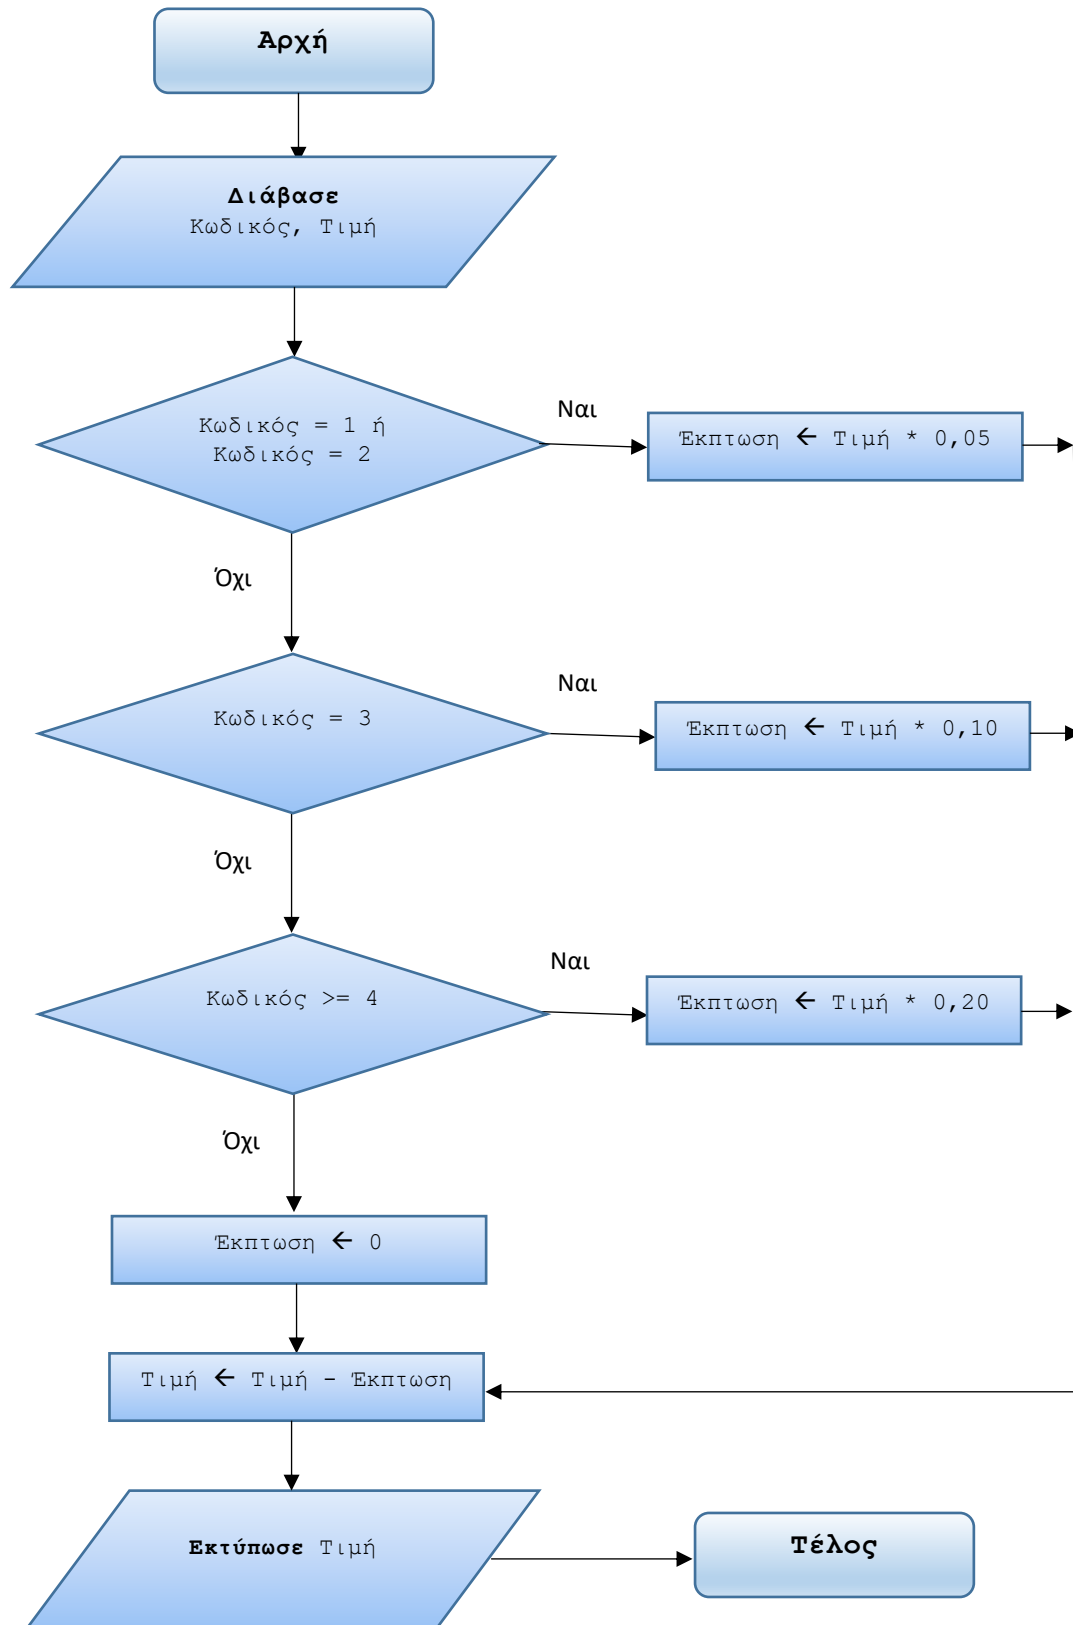 Αρχή
Διάβασε
Κωδικός, Τιμή
Κωδικός = 1 ή
Κωδικός = 2
Ναι
Έκπτωση ← Τιμή * 0,05
Όχι
Κωδικός = 3
Ναι
Έκπτωση ← Τιμή * 0,10
Όχι
Κωδικός >= 4
Ναι
Έκπτωση ← Τιμή * 0,20
Όχι
Έκπτωση ← 0
Τιμή ← Τιμή - Έκπτωση
Εκτύπωσε Τιμή
Τέλος